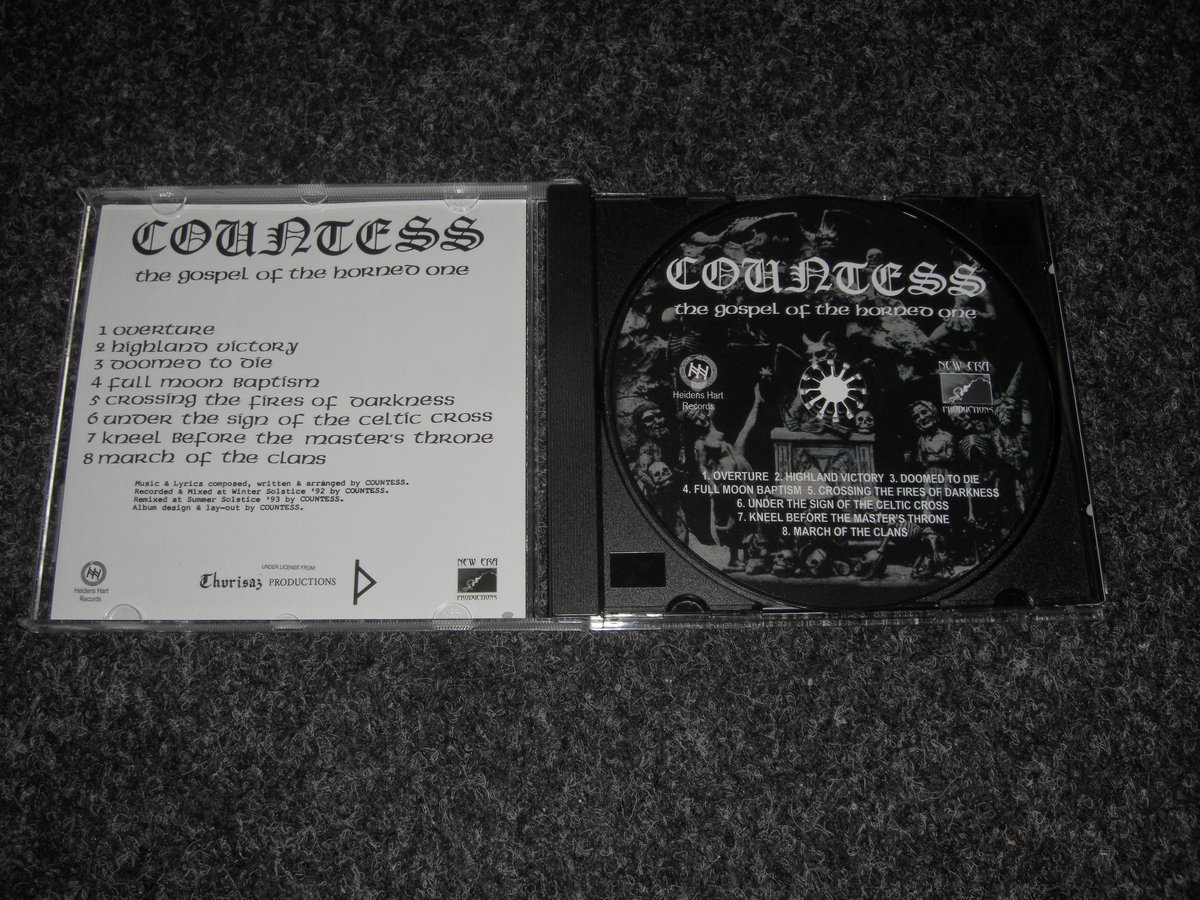 COUNTESS
the gospel of the horned one
1 overture
2 highland victory
3 doomed to die
4 full moon baptism
5 crossing the fires of darkness
6 under the sign of the celtic cross
7 kneel before the master's throne
8 march of the clans
Music & Lyrics composed, written & arranged by COUNTESS.
Recorded & Mixed at Winter Solstice '92 by COUNTESS.
Remixed at Summer Solstice '93 by COUNTESS.
Album design & lay-out by COUNTESS.
Heidens Hart
Records
UNDER LICENSE FROM:
Thurisaz PRODUCTIONS
NEW ERA
PRODUCTIONS
COUNTESS
the gospel of the horned one
Heidens Hart
Records
NEW ERA
PRODUCTIONS
1. OVERTURE 2. HIGHLAND VICTORY 3. DOOMED TO DIE
4. FULL MOON BAPTISM 5. CROSSING THE FIRES OF DARKNESS
6. UNDER THE SIGN OF THE CELTIC CROSS
7. KNEEL BEFORE THE MASTER'S THRONE
8. MARCH OF THE CLANS